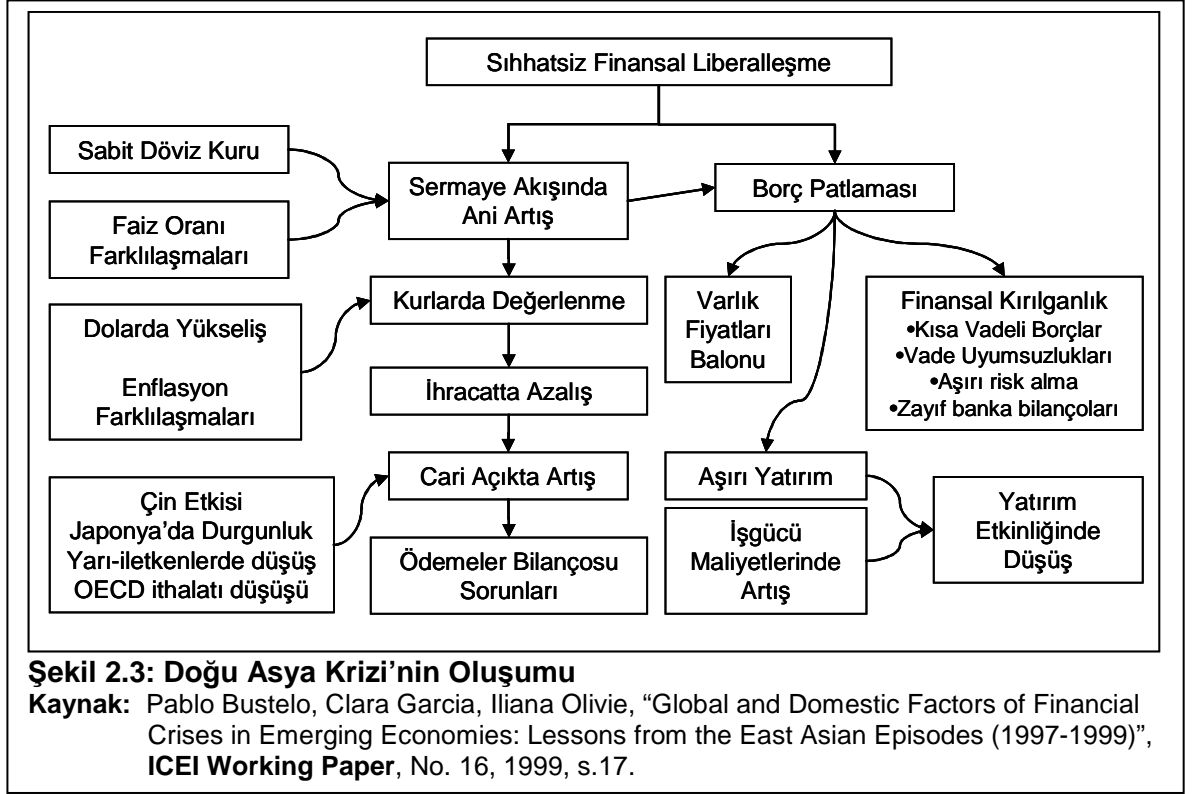 Sıhhatsiz Finansal Liberalleşme
Sabit Döviz Kuru
Faiz Oranı
Farklılaşmaları
Sermaye Akışında
Ani Artış
Borç Patlaması
Dolarda Yükseliş
Enflasyon
Farklılaşmaları
Kurlarda Değerlenme
Varlık
Fiyatları
Balonu
Finansal Kırılganlık
•Kısa Vadeli Borçlar
•Vade Uyumsuzlukları
•Aşırı risk alma
•Zayıf banka bilançoları
İhracatta Azalış
Çin Etkisi
Japonya’da Durgunluk
Yarı-iletkenlerde düşüş
OECD ithalatı düşüşü
Cari Açıkta Artış
Ödemeler Bilançosu
Sorunları
Aşırı Yatırım
İşgücü
Maliyetlerinde
Artış
Yatırım
Etkinliğinde
Düşüş
Şekil 2.3: Doğu Asya Krizi’nin Oluşumu
Kaynak: Pablo Bustelo, Clara Garcia, Iliana Olivie, “Global and Domestic Factors of Financial
Crises in Emerging Economies: Lessons from the East Asian Episodes (1997-1999)”,
ICEI Working Paper, No. 16, 1999, s.17.